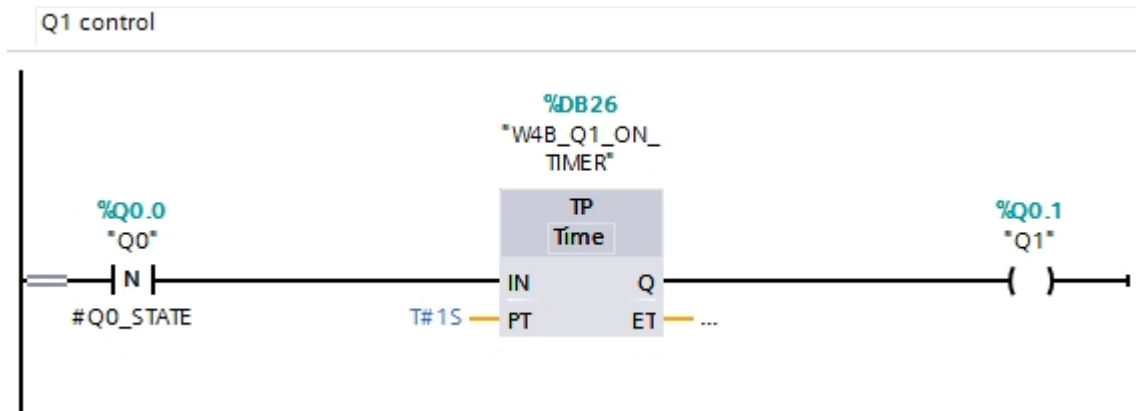 Q1 control
%DB26
"W4B_Q1_ON_
TIMER"
%Q0.0
"Q0"
TP
Time
%Q0.1
"Q1"
N
IN
Q
#Q0_STATE
T#1S
PT
ET
...